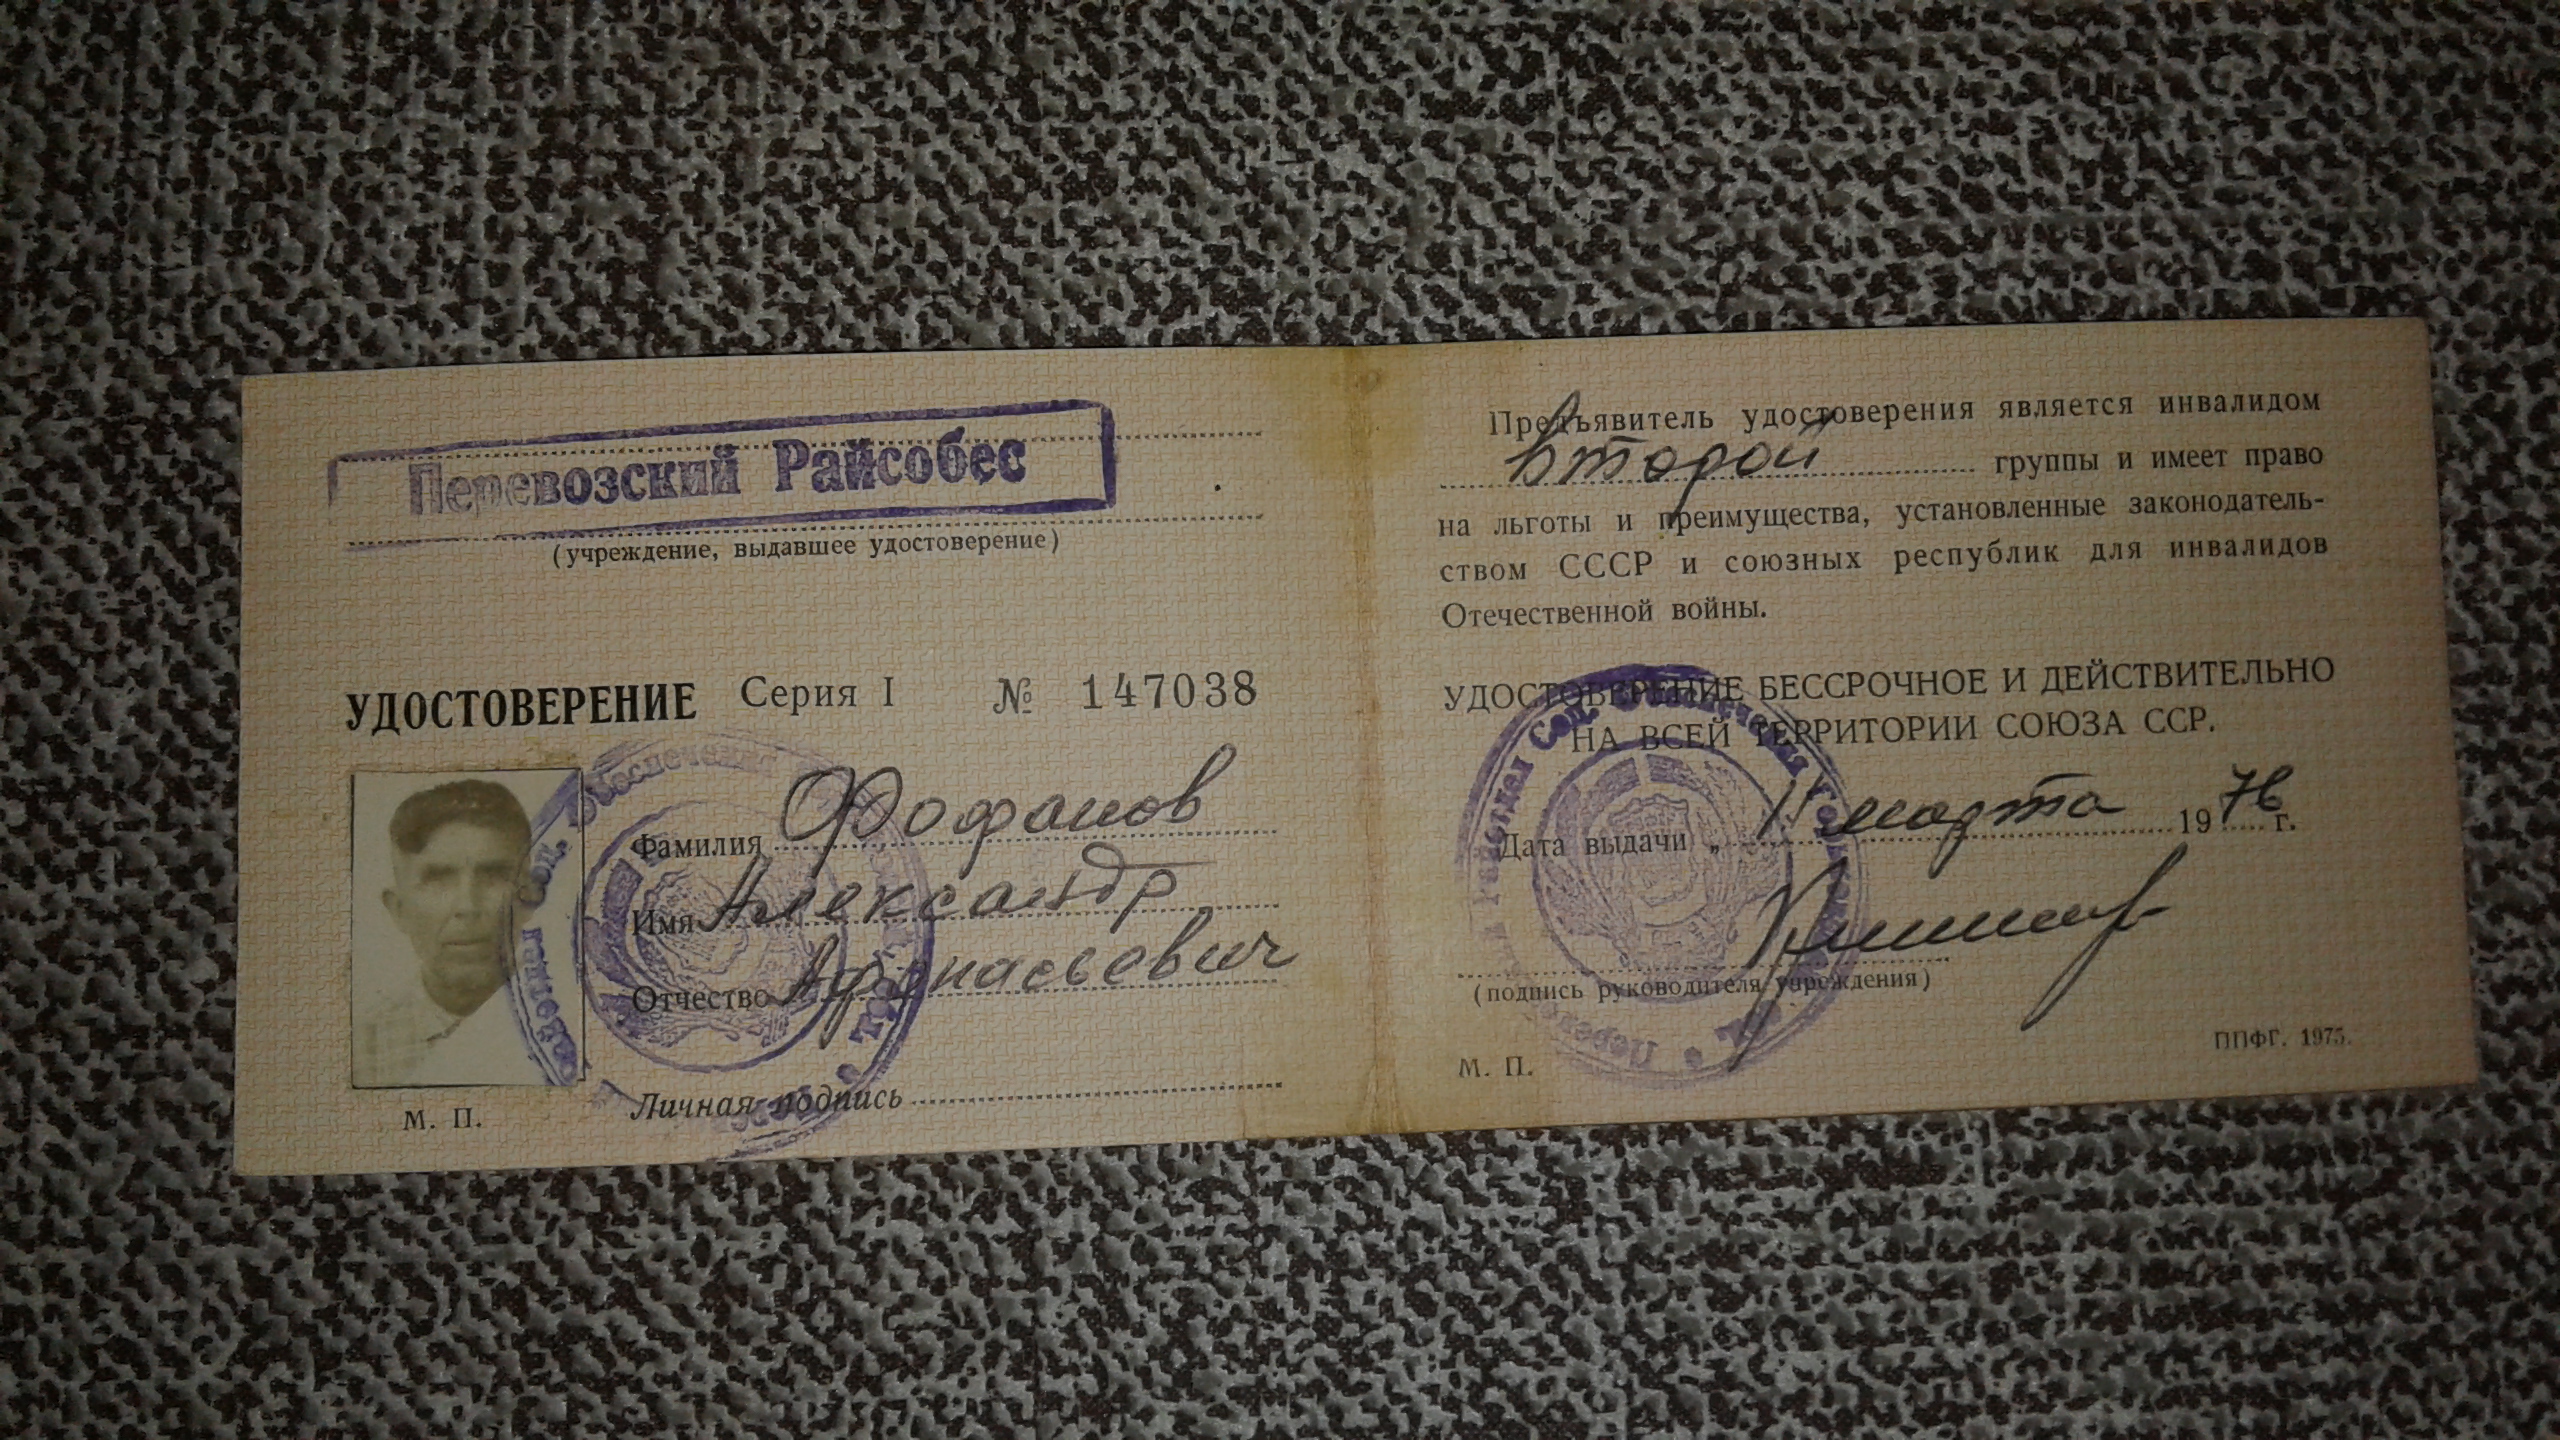 Перевозский Райсобес
(учреждение, выдавшее удостоверение)
УДОСТОВЕРЕНИЕ Серия I № 147038
Фамилия Фофанов
Имя Александр
Отчество Афанасьевич
Личная подпись
М. П.
Предъявитель удостоверения является инвалидом
второй группы и имеет право
на льготы и преимущества, установленные законодатель-
ством СССР и союзных республик для инвалидов
Отечественной войны.
УДОСТОВЕРЕНИЕ БЕССРОЧНОЕ И ДЕЙСТВИТЕЛЬНО
НА ВСЕЙ ТЕРРИТОРИИ СОЮЗА ССР.
Дата выдачи „ марта 1976 г.
(подпись руководителя учреждения)
М. П.
ППФГ. 1975.